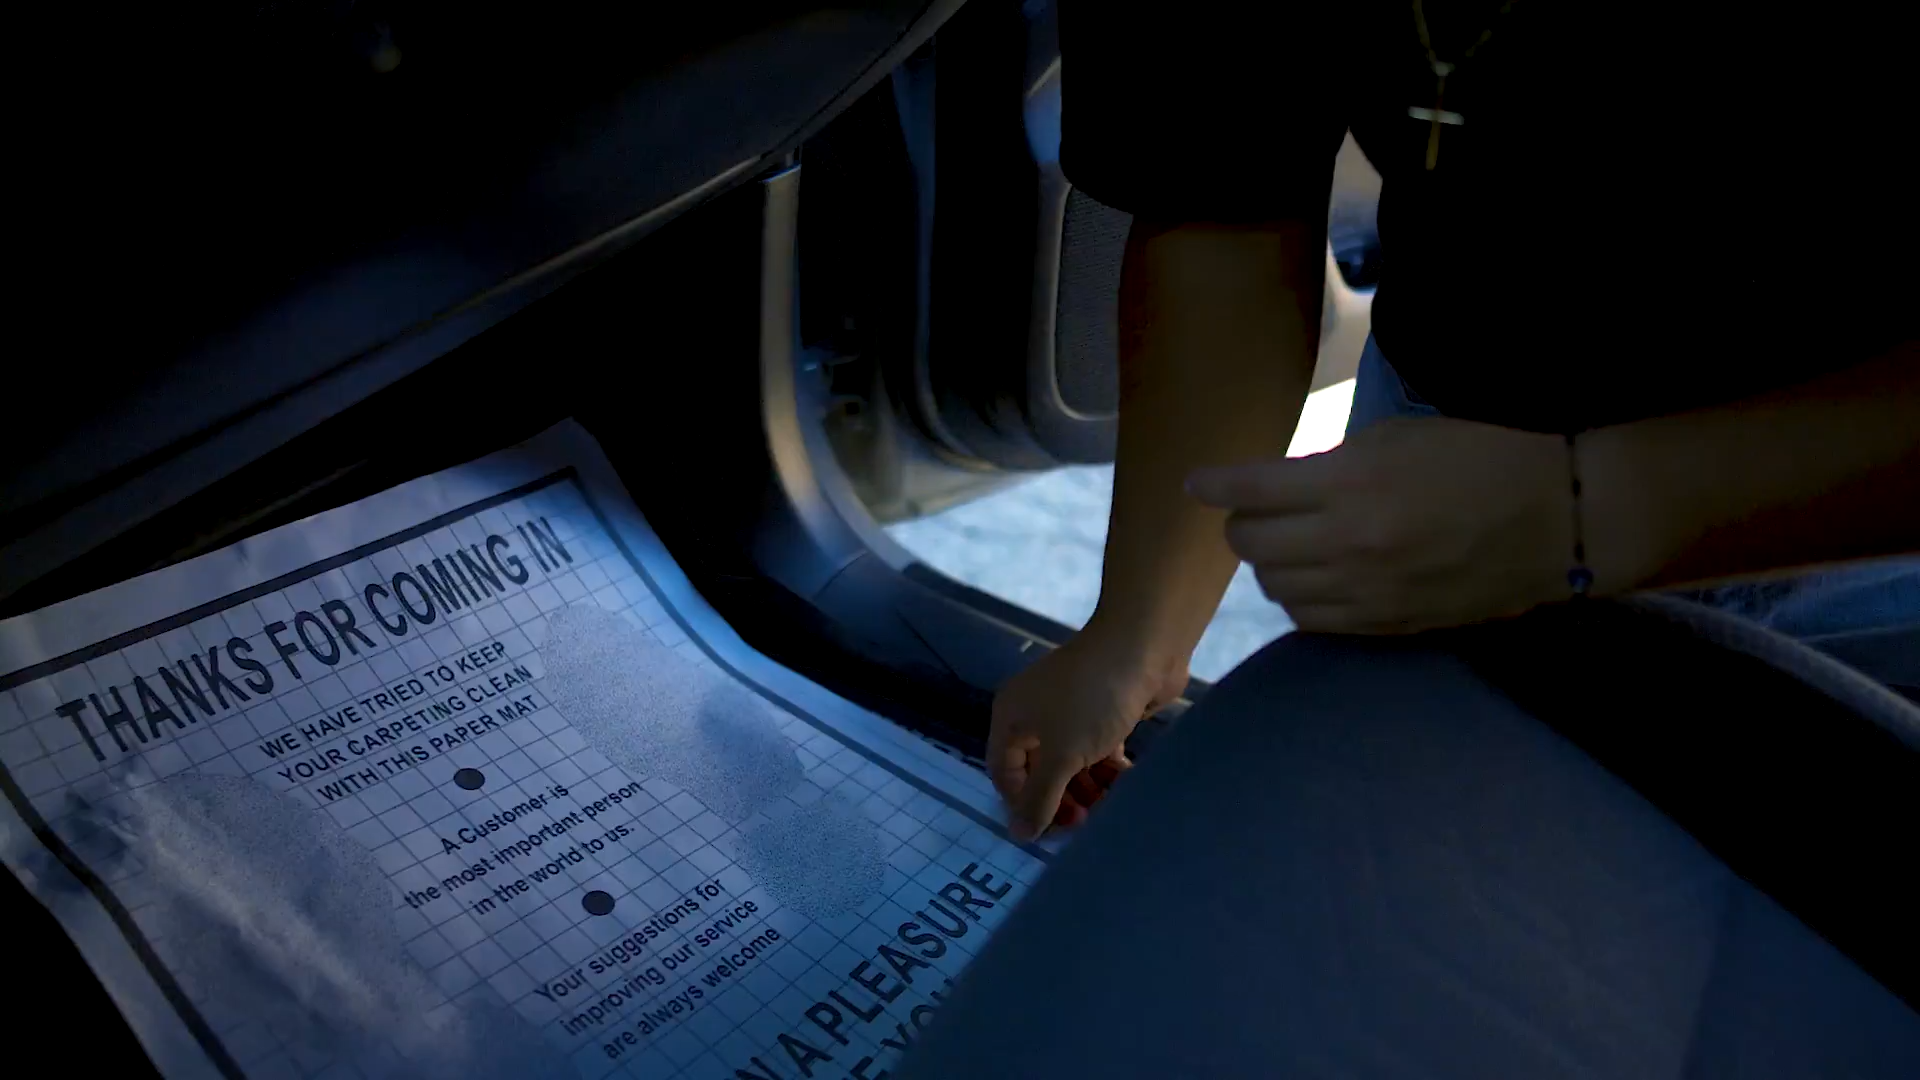 THANKS FOR COMING IN
WE HAVE TRIED TO KEEP
YOUR CARPETING CLEAN
WITH THIS PAPER MAT
A Customer is
the most important person
in the world to us.
Your suggestions for
improving our service
are always welcome
A PLEASURE